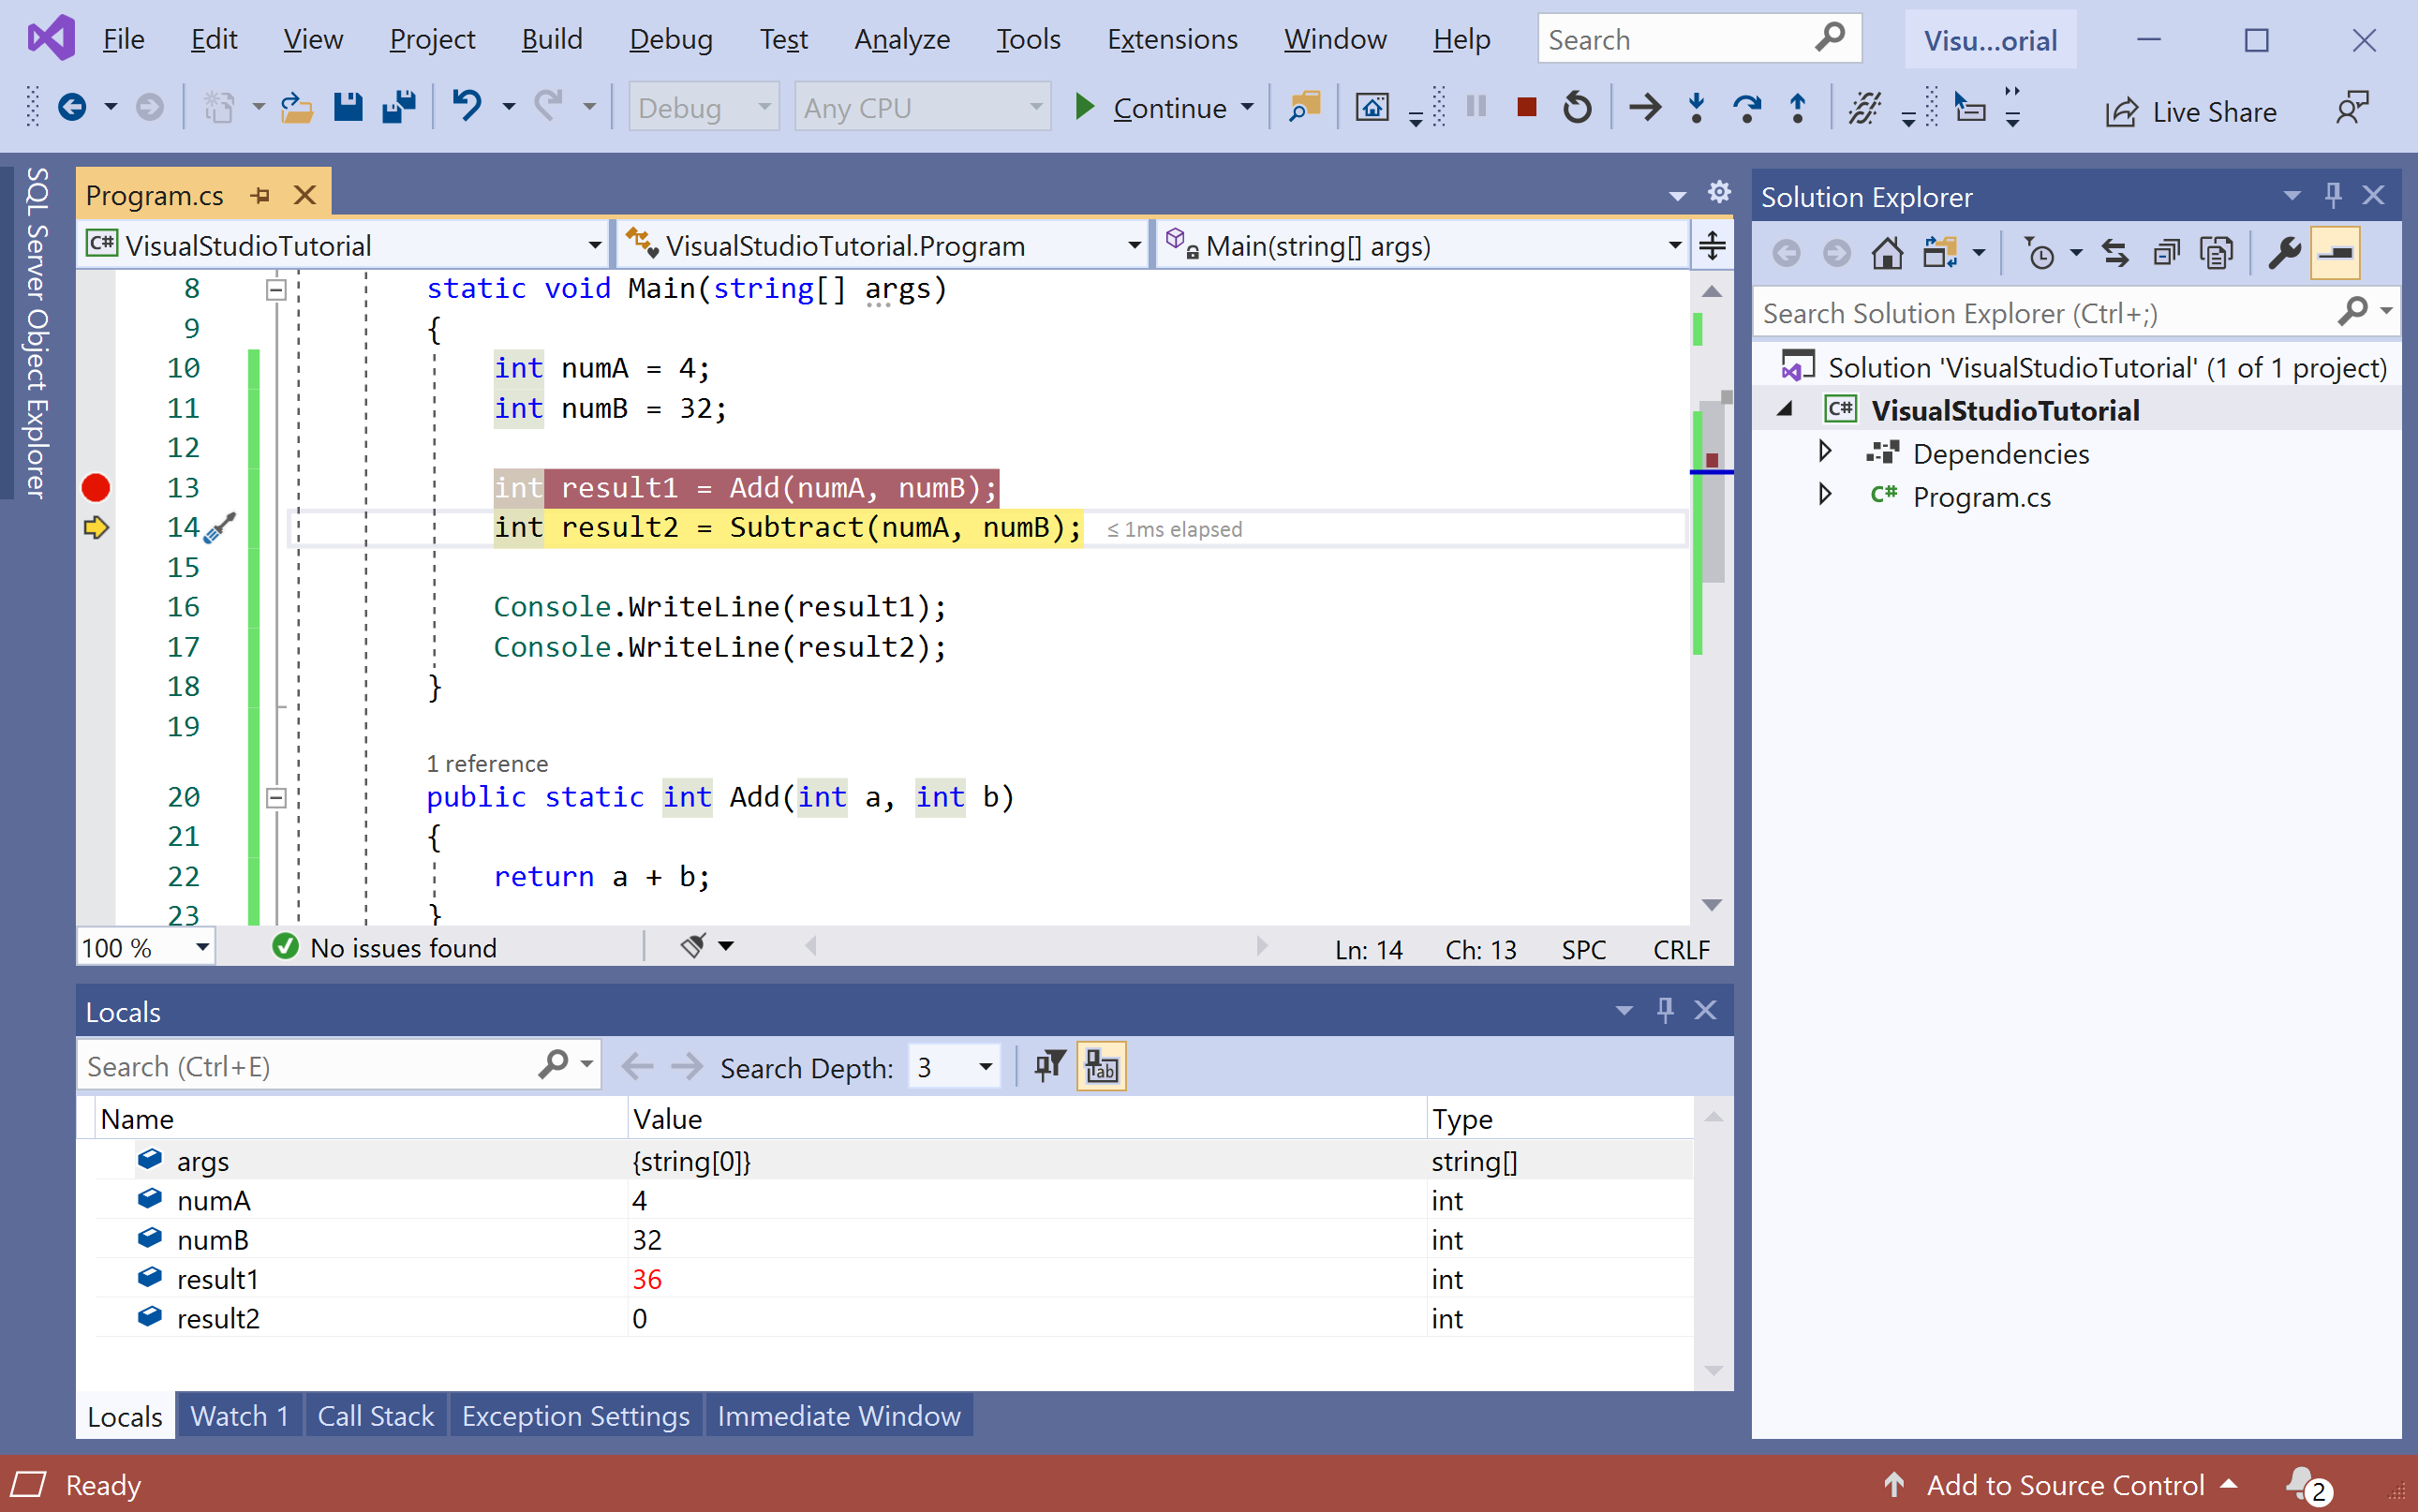 File Edit View Project Build Debug Test Analyze Tools Extensions Window Help Search Visu...orial
Debug Any CPU Continue Live Share
SQL Server Object Explorer
Program.cs
C# VisualStudioTutorial VisualStudioTutorial.Program Main(string[] args)
8 static void Main(string[] args)
9 {
10 int numA = 4;
11 int numB = 32;
12
13 int result1 = Add(numA, numB);
14 int result2 = Subtract(numA, numB); ≤ 1ms elapsed
15
16 Console.WriteLine(result1);
17 Console.WriteLine(result2);
18 }
19
1 reference
20 public static int Add(int a, int b)
21 {
22 return a + b;
23 }
100 % No issues found Ln: 14 Ch: 13 SPC CRLF
Locals
Search (Ctrl+E) Search Depth: 3 ab
Name Value Type
args {string[0]} string[]
numA 4 int
numB 32 int
result1 36 int
result2 0 int
Locals Watch 1 Call Stack Exception Settings Immediate Window
Solution Explorer
Search Solution Explorer (Ctrl+;)
Solution 'VisualStudioTutorial' (1 of 1 project)
C# VisualStudioTutorial
Dependencies
C# Program.cs
Ready Add to Source Control 2